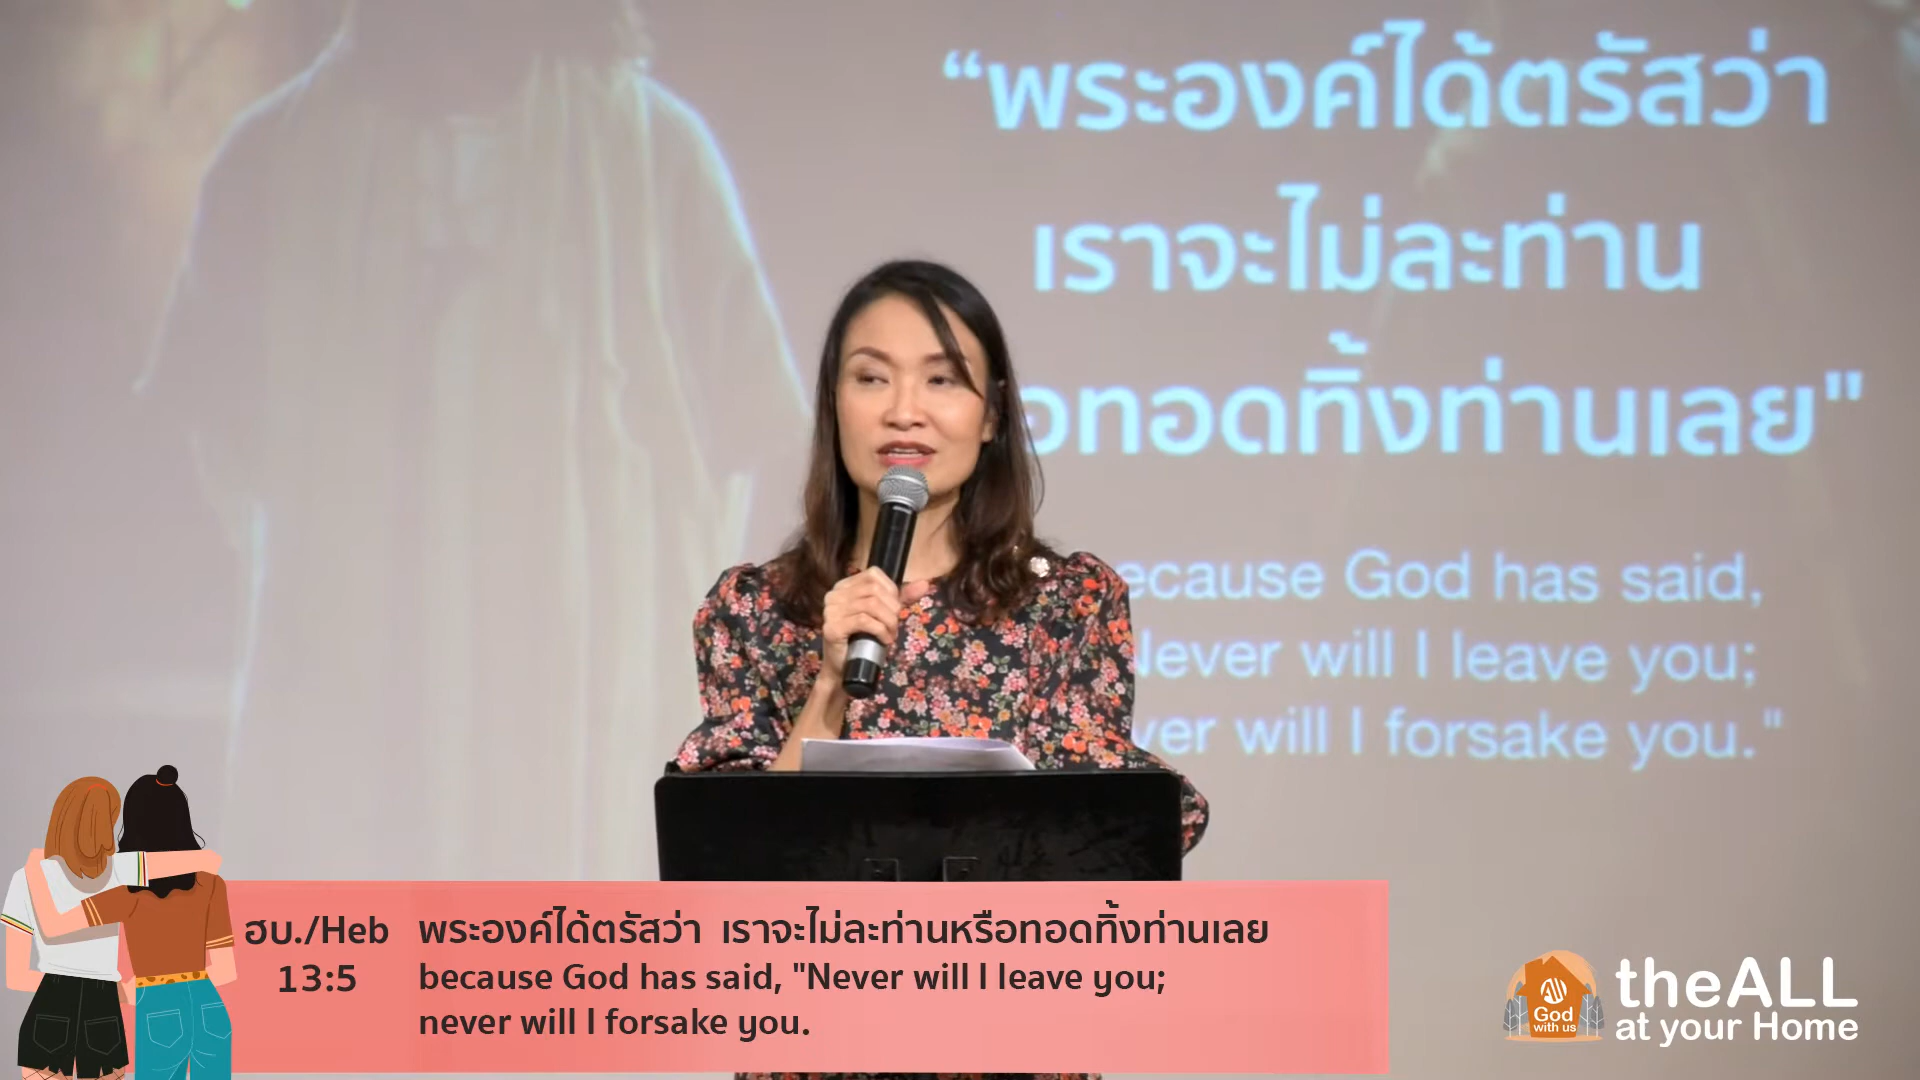 “พระองค์ได้ตรัสว่า
เราจะไม่ละท่าน
อทอดทิ้งท่านเลย"
ecause God has said,
Never will I leave you;
ver will I forsake you."
ฮบ./Heb
13:5
พระองค์ได้ตรัสว่า เราจะไม่ละท่านหรือทอดทิ้งท่านเลย
because God has said, "Never will l leave you;
never will l forsake you.
All
God
with us
theALL
at your Home